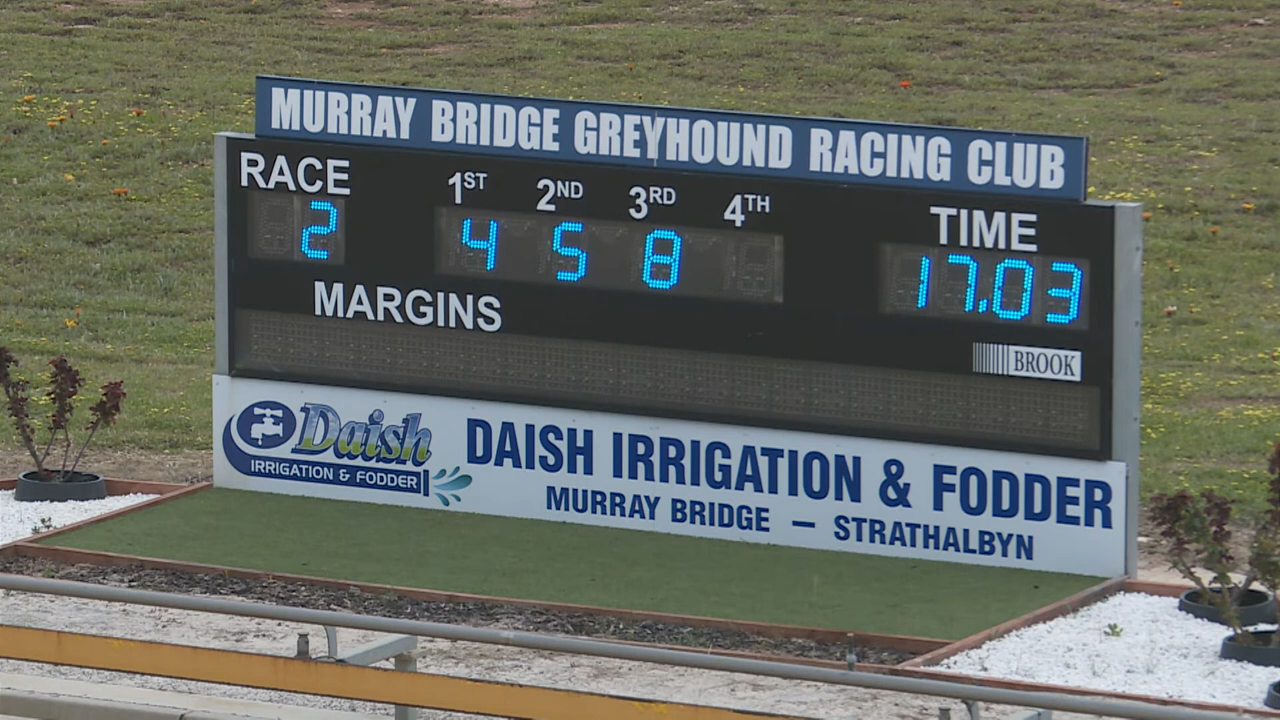 MURRAY BRIDGE GREYHOUND RACING CLUB
RACE 1ST 2ND 3RD 4TH TIME
2 4 5 8 17.03
MARGINS
BROOK
Daish
IRRIGATION & FODDER
DAISH IRRIGATION & FODDER
MURRAY BRIDGE – STRATHALBYN